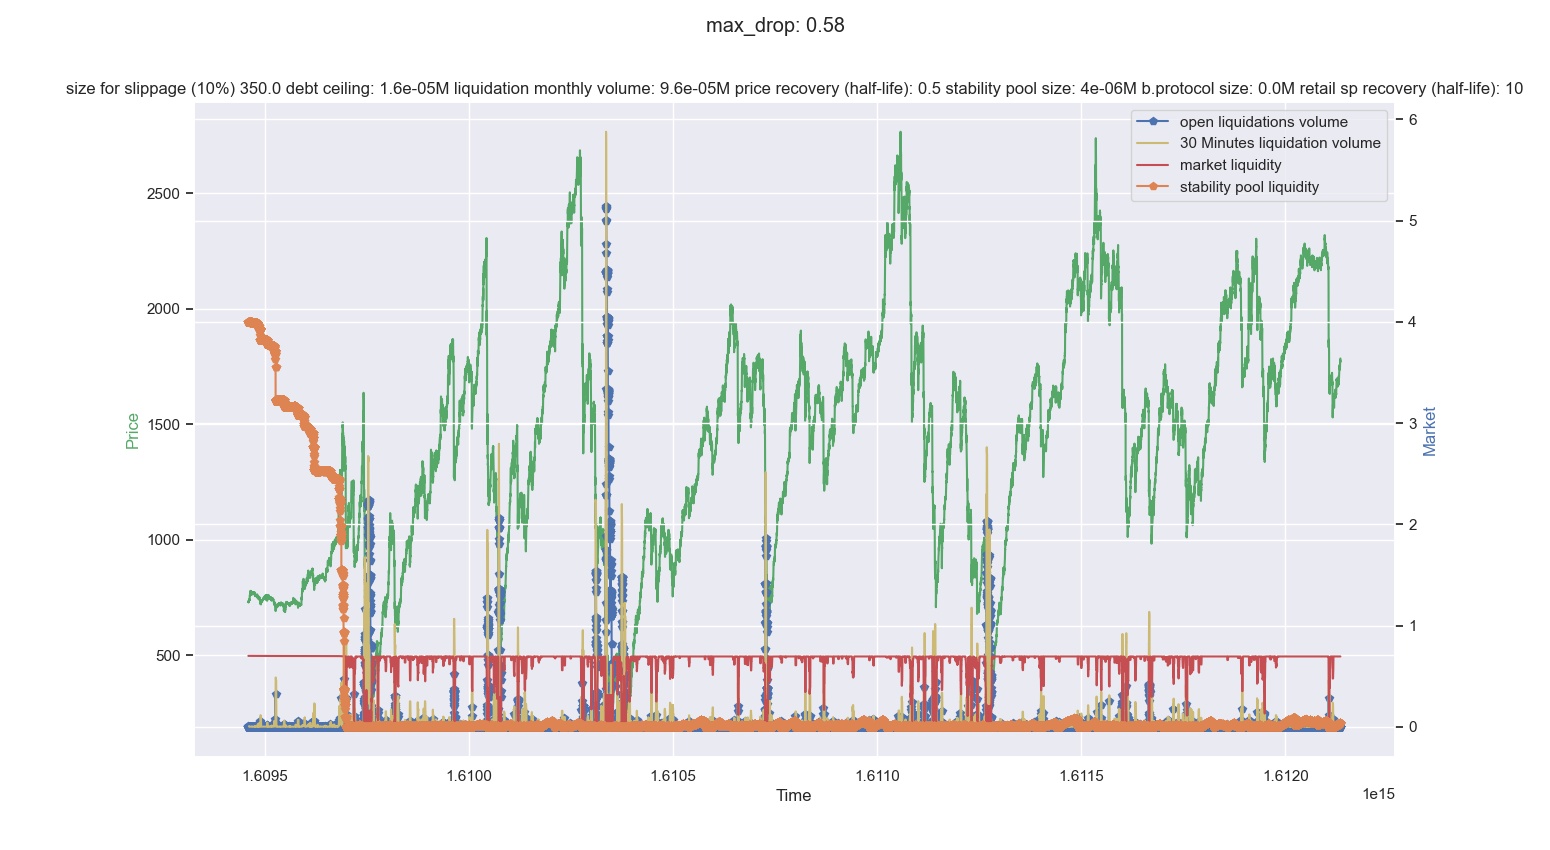 max_drop: 0.58
size for slippage (10%) 350.0 debt ceiling: 1.6e-05M liquidation monthly volume: 9.6e-05M price recovery (half-life): 0.5 stability pool size: 4e-06M b.protocol size: 0.0M retail sp recovery (half-life): 10
open liquidations volume
30 Minutes liquidation volume
market liquidity
stability pool liquidity
Price
2500
2000
1500
1000
500
6
5
4
3
2
1
0
Market
1.6095 1.6100 1.6105 1.6110 1.6115 1.6120
1e15
Time